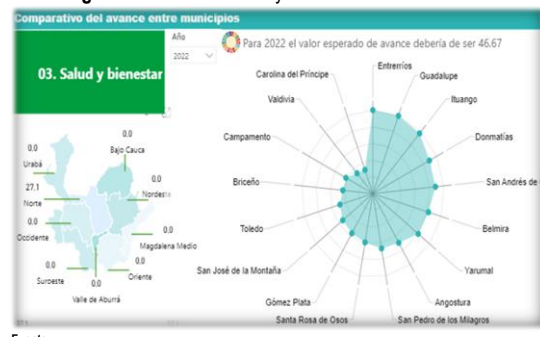 Comparativo del avance entre municipios
Año
2022
Para 2022 el valor esperado de avance debería de ser 46.67
03. Salud y bienestar
0.0
Urabá
27.1
Norte
0.0
Occidente
0.0
Suroeste
0.0
Valle de Aburrá
0.0
Oriente
0.0
Magdalena Medio
0.0
Nordeste
0.0
Bajo Cauca
Entrerríos
Guadalupe
Ituango
Donmatías
San Andrés de
Belmira
Yarumal
Angostura
San Pedro de los Milagros
Santa Rosa de Osos
Gómez Plata
San José de la Montaña
Toledo
Briceño
Campamento
Valdivia
Carolina del Príncipe